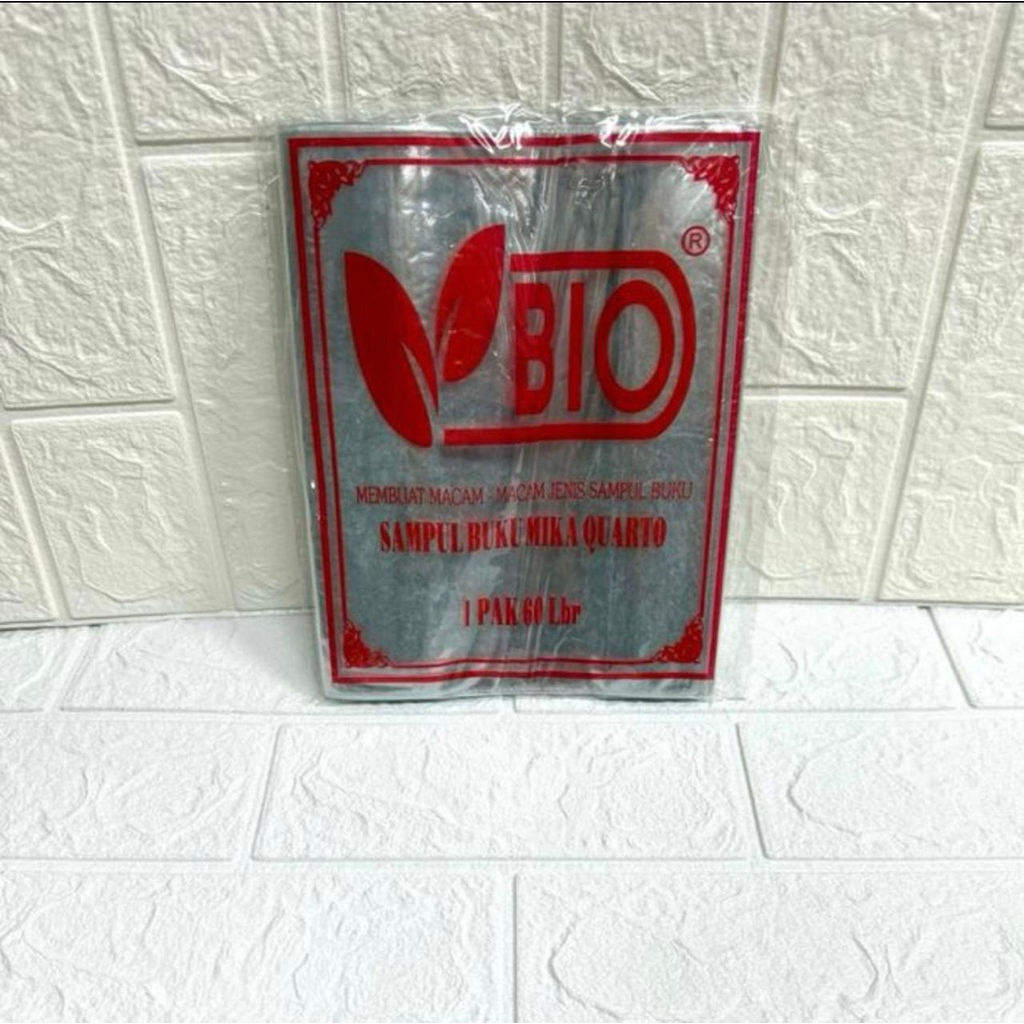 BIO ®
MEMBUAT MACAM - MACAM JENIS SAMPUL BUKU
SAMPUL BUKU MIKA QUARTO
1 PAK 60 Lbr